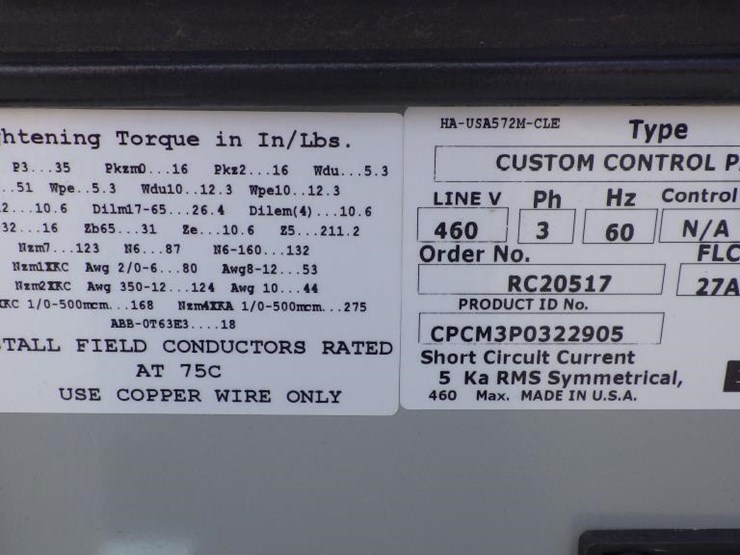 htening Torque in In/Lbs.
P3...35 Pkzm0...16 Pkz2...16 Wdu...5.3
..51 Wpe..5.3 Wdu10..12.3 Wpe10..12.3
2...10.6 Dilm17-65...26.4 Dilem(4)...10.6
32...16 Zb65...31 Ze...10.6 Z5...211.2
Nzm7...123 N6...87 N6-160...132
Nzm1XKC Awg 2/0-6...80 Awg8-12...53
Nzm2XKC Awg 350-12...124 Awg 10...44
XKC 1/0-500mcm...168 Nzm4XKA 1/0-500mcm...275
ABB-OT63E3....18
TALL FIELD CONDUCTORS RATED
AT 75C
USE COPPER WIRE ONLY
HA-USA572M-CLE Type
CUSTOM CONTROL P
LINE V Ph Hz Control
460 3 60 N/A
Order No. FLC
RC20517 27A
PRODUCT ID No.
CPCM3P0322905
Short Circuit Current
5 Ka RMS Symmetrical,
460 Max. MADE IN U.S.A.